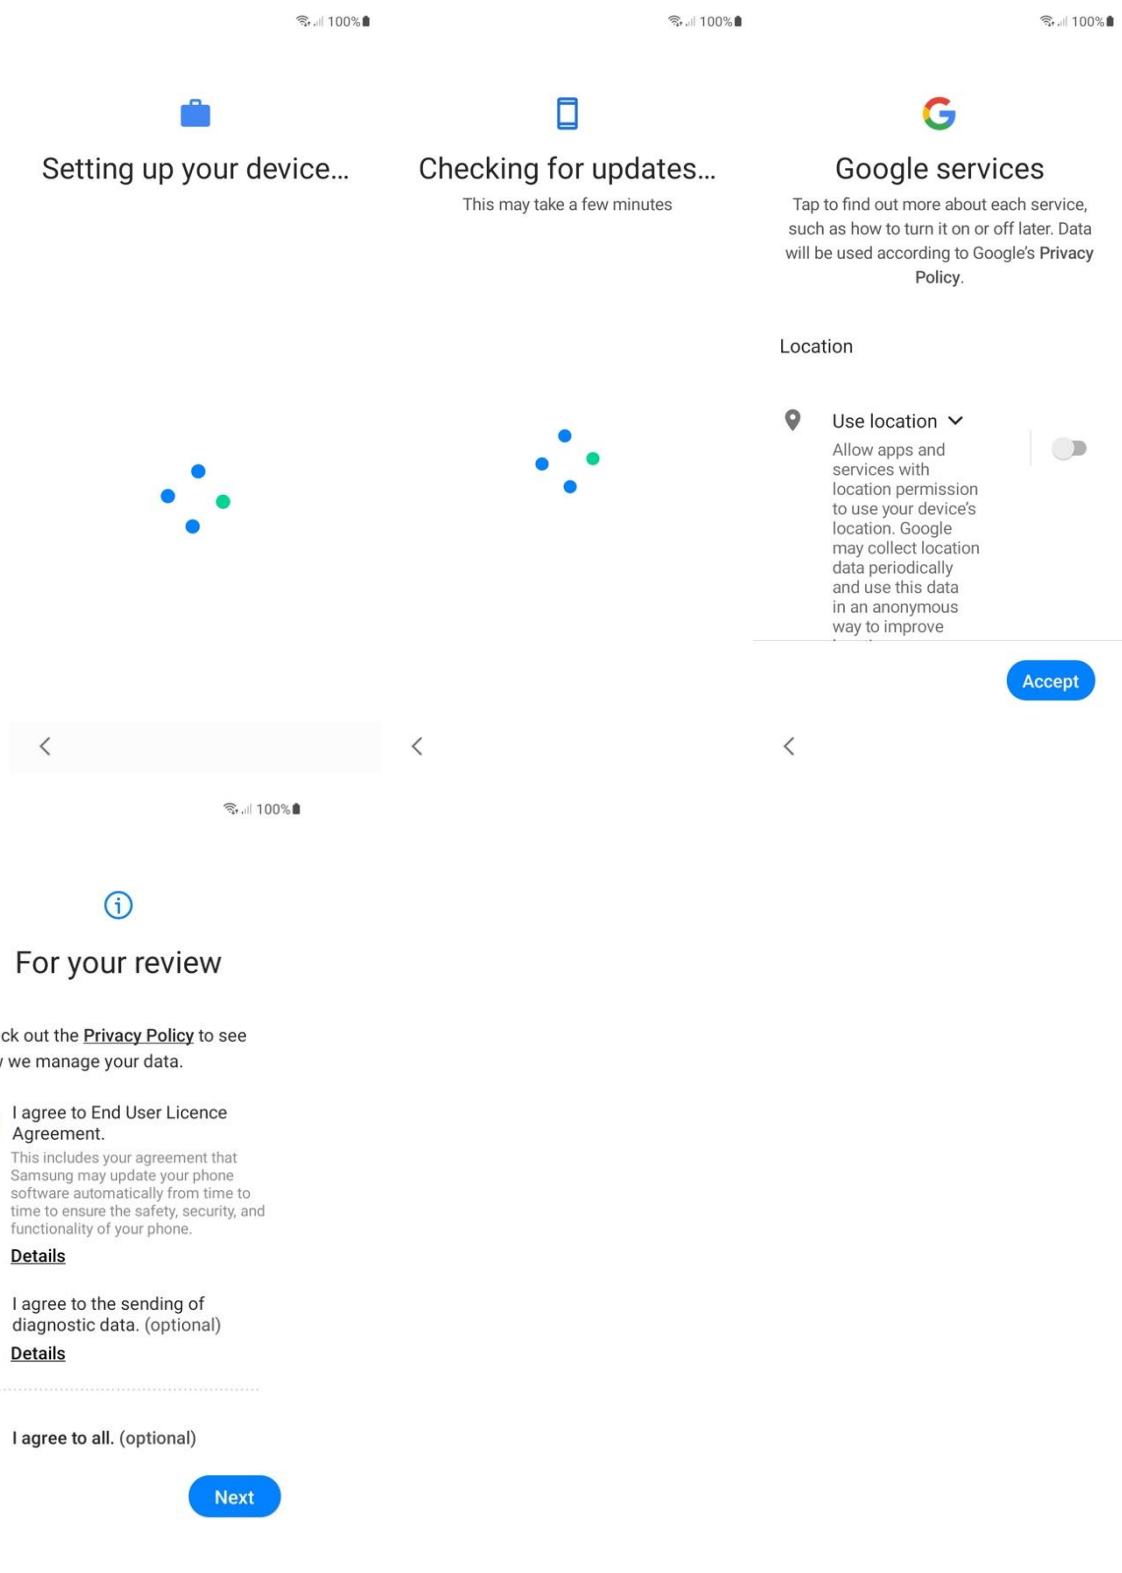 100%
Setting up your device...
100%
Checking for updates...
This may take a few minutes
100%
Google services
Tap to find out more about each service,
such as how to turn it on or off later. Data
will be used according to Google's Privacy
Policy.
Location
Use location
Allow apps and
services with
location permission
to use your device's
location. Google
may collect location
data periodically
and use this data
in an anonymous
way to improve
Accept
100%
For your review
ck out the Privacy Policy to see
we manage your data.
I agree to End User Licence
Agreement.
This includes your agreement that
Samsung may update your phone
software automatically from time to
time to ensure the safety, security, and
functionality of your phone.
Details
I agree to the sending of
diagnostic data. (optional)
Details
I agree to all. (optional)
Next